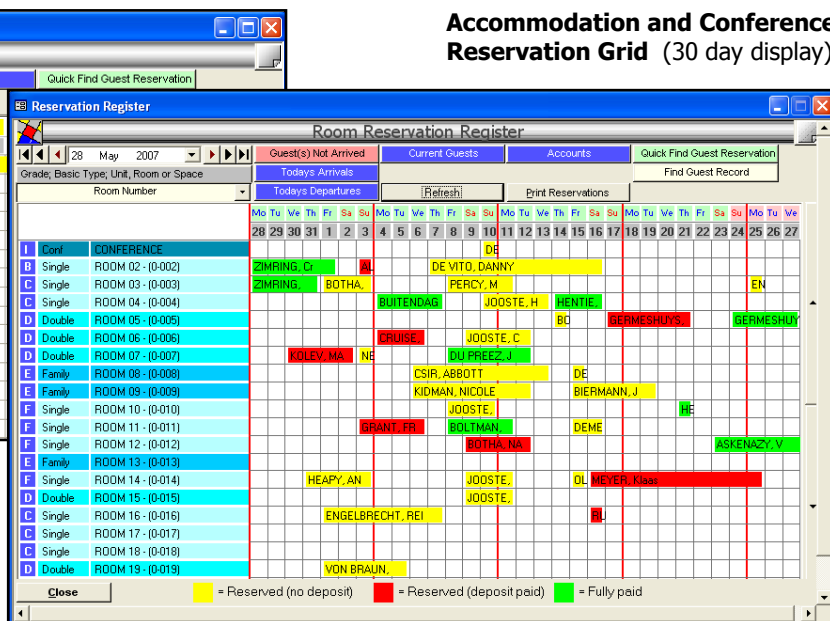 Accommodation and Conference
Reservation Grid (30 day display)
Quick Find Guest Reservation
Reservation Register
Room Reservation Register
28 May 2007
Guest(s) Not Arrived
Current Guests
Accounts
Quick Find Guest Reservation
Grade; Basic Type; Unit, Room or Space
Todays Arrivals
Find Guest Record
Room Number
Todays Departures
Refresh
Print Reservations
Mo Tu We Th Fr Sa Su Mo Tu We Th Fr Sa Su Mo Tu We Th Fr Sa Su Mo Tu We Th Fr Sa Su Mo Tu We
28 29 30 31 1 2 3 4 5 6 7 8 9 10 11 12 13 14 15 16 17 18 19 20 21 22 23 24 25 26 27
I Conf CONFERENCE DE
B Single ROOM 02 - (0-002) ZIMRING, Cr AL DE VITO, DANNY
C Single ROOM 03 - (0-003) ZIMRING, BOTHA, PERCY, M EN
C Single ROOM 04 - (0-004) BUITENDAG JOOSTE, H HENTIE,
D Double ROOM 05 - (0-005) BO GERMESHUYS, GERMESHUY
D Double ROOM 06 - (0-006) CRUISE, JOOSTE, C
D Double ROOM 07 - (0-007) KOLEV, MA NE DU PREEZ, J
E Family ROOM 08 - (0-008) CSIR, ABBOTT DE
E Family ROOM 09 - (0-009) KIDMAN, NICOLE BIERMANN, J
F Single ROOM 10 - (0-010) JOOSTE, HE
F Single ROOM 11 - (0-011) GRANT, FR BOLTMAN, DEME
F Single ROOM 12 - (0-012) BOTHA, NA ASKENAZY, V
E Family ROOM 13 - (0-013)
F Single ROOM 14 - (0-014) HEAPY, AN JOOSTE, OL MEYER, Klaas
D Double ROOM 15 - (0-015) JOOSTE,
C Single ROOM 16 - (0-016) ENGELBRECHT, REI RU
C Single ROOM 17 - (0-017)
C Single ROOM 18 - (0-018)
D Double ROOM 19 - (0-019) VON BRAUN,
Close
= Reserved (no deposit)
= Reserved (deposit paid)
= Fully paid